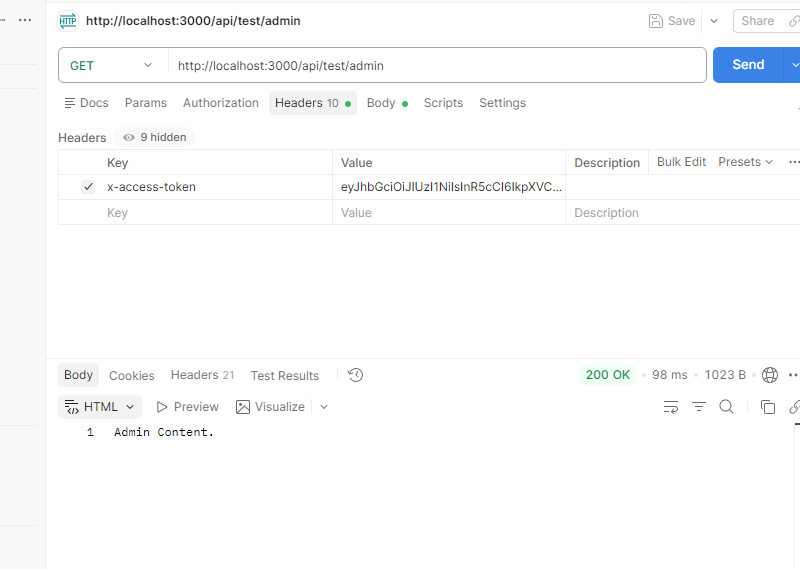 HTTP http://localhost:3000/api/test/admin Save Share
GET http://localhost:3000/api/test/admin Send
Docs Params Authorization Headers 10 Body Scripts Settings
Headers 9 hidden
Key Value Description Bulk Edit Presets
x-access-token eyJhbGciOiJIUzI1NiIsInR5cCI6IkpXVC...
Key Value Description
Body Cookies Headers 21 Test Results 200 OK 98 ms 1023 B
HTML Preview Visualize
1 Admin Content.